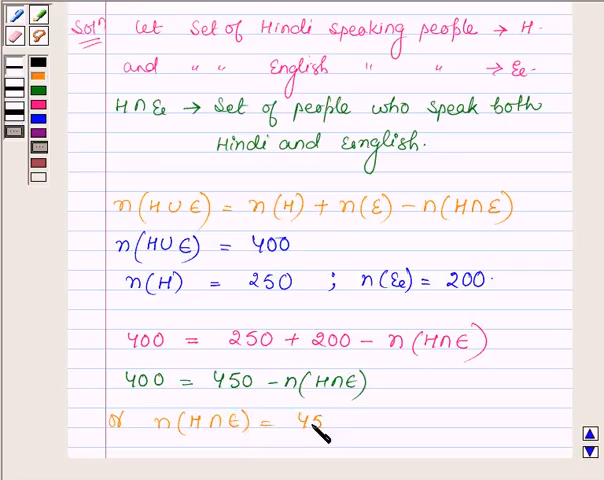 Solⁿ Let Set of Hindi speaking people → H.
and " " English " " → E.
H∩E → Set of people who speak both
Hindi and English.
n(H∪E) = n(H) + n(E) − n(H∩E)
n(H∪E) = 400
n(H) = 250 ; n(E) = 200.
400 = 250 + 200 − n(H∩E)
400 = 450 − n(H∩E)
or n(H∩E) = 45